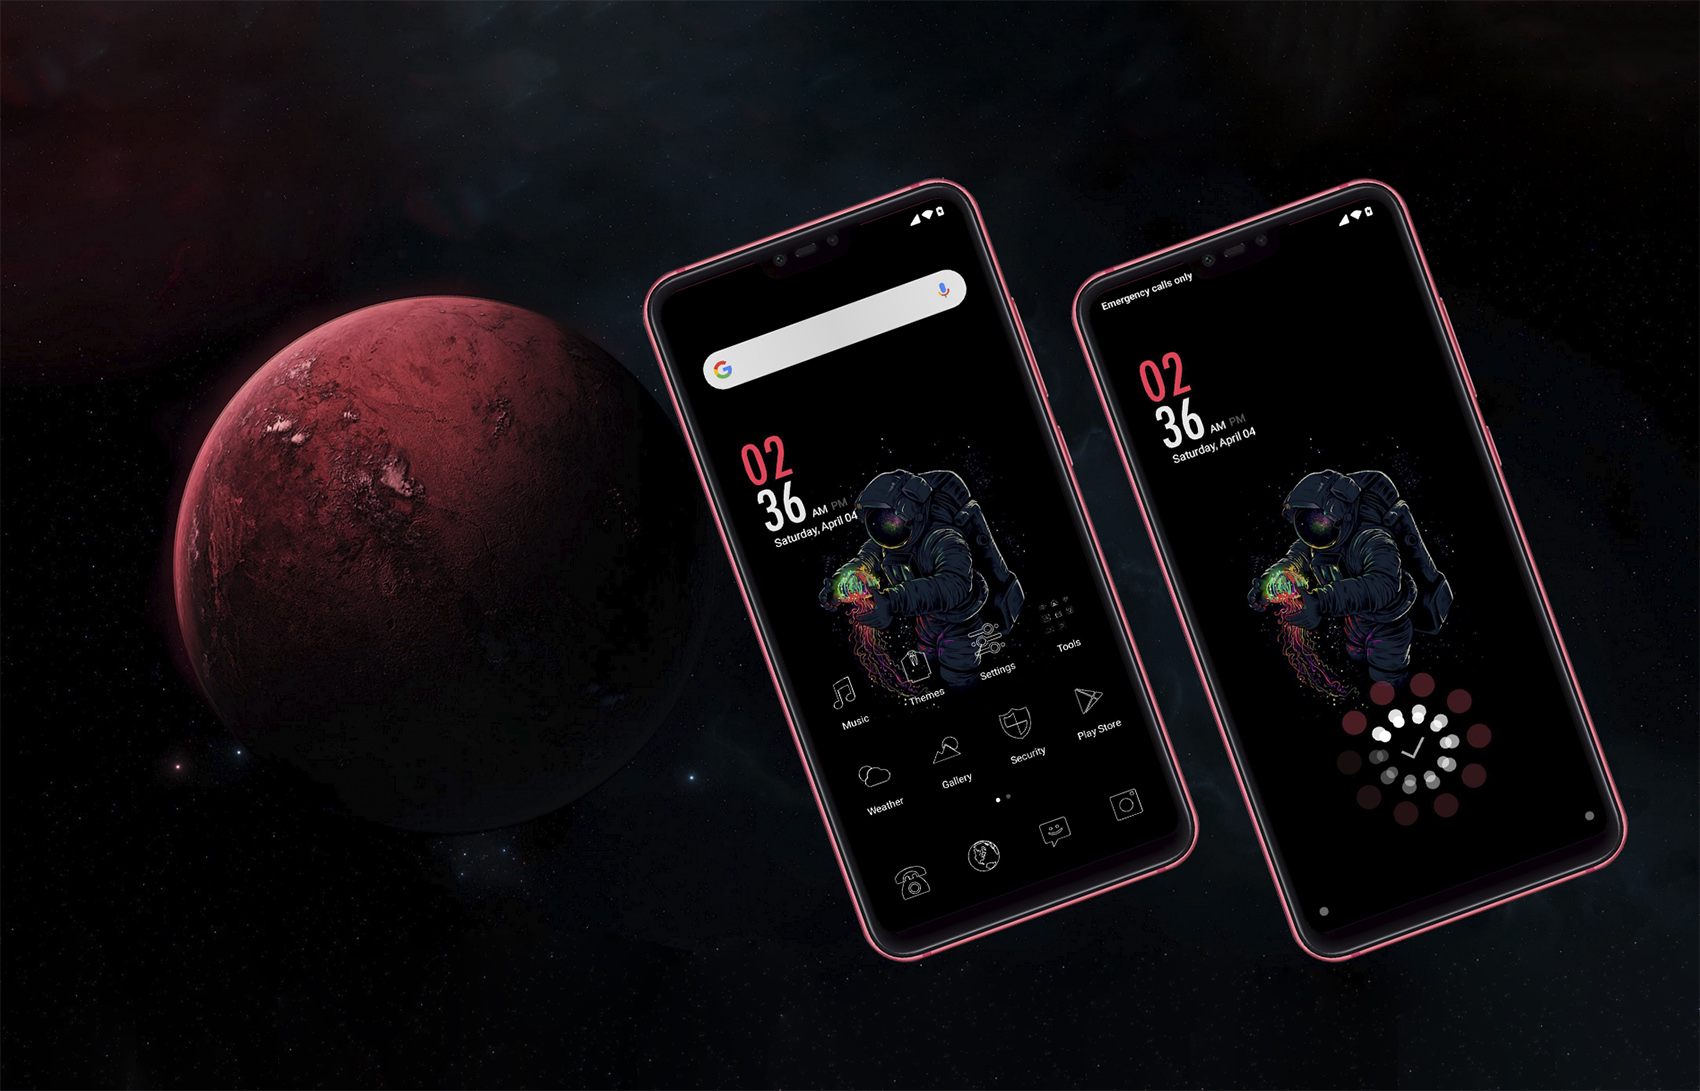 G
02
36 AM PM
Saturday, April 04
Music
Themes
Settings
Tools
Weather
Gallery
Security
Play Store
Emergency calls only
02
36 AM PM
Saturday, April 04